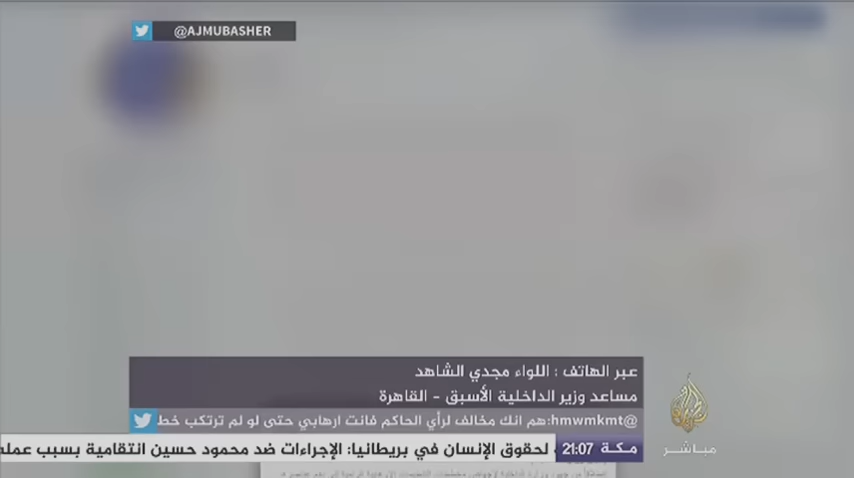 @AJMUBASHER
عبر الهاتف : اللواء مجدي الشاهد
مساعد وزير الداخلية الأسبق - القاهرة
@hmwmkmt:هم انك مخالف لرأي الحاكم فانت ارهابي حتى لو لم ترتكب خط
مكة 21:07 لحقوق الإنسان في بريطانيا: الإجراءات ضد محمود حسين انتقامية بسبب عمله
مباشر